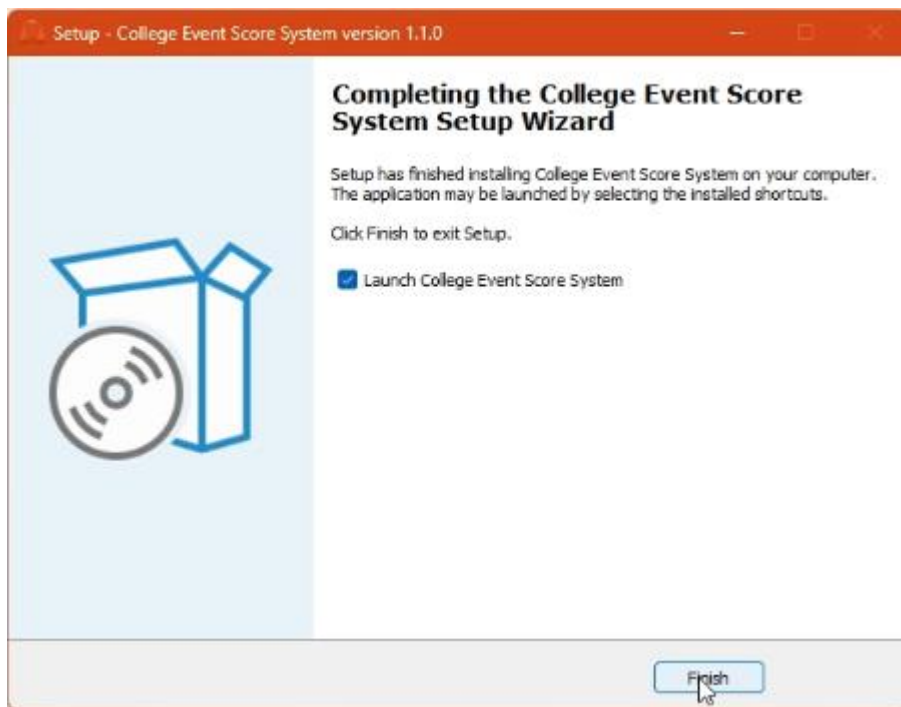 Setup - College Event Score System version 1.1.0
Completing the College Event Score
System Setup Wizard
Setup has finished installing College Event Score System on your computer.
The application may be launched by selecting the installed shortcuts.
Click Finish to exit Setup.
Launch College Event Score System
Finish